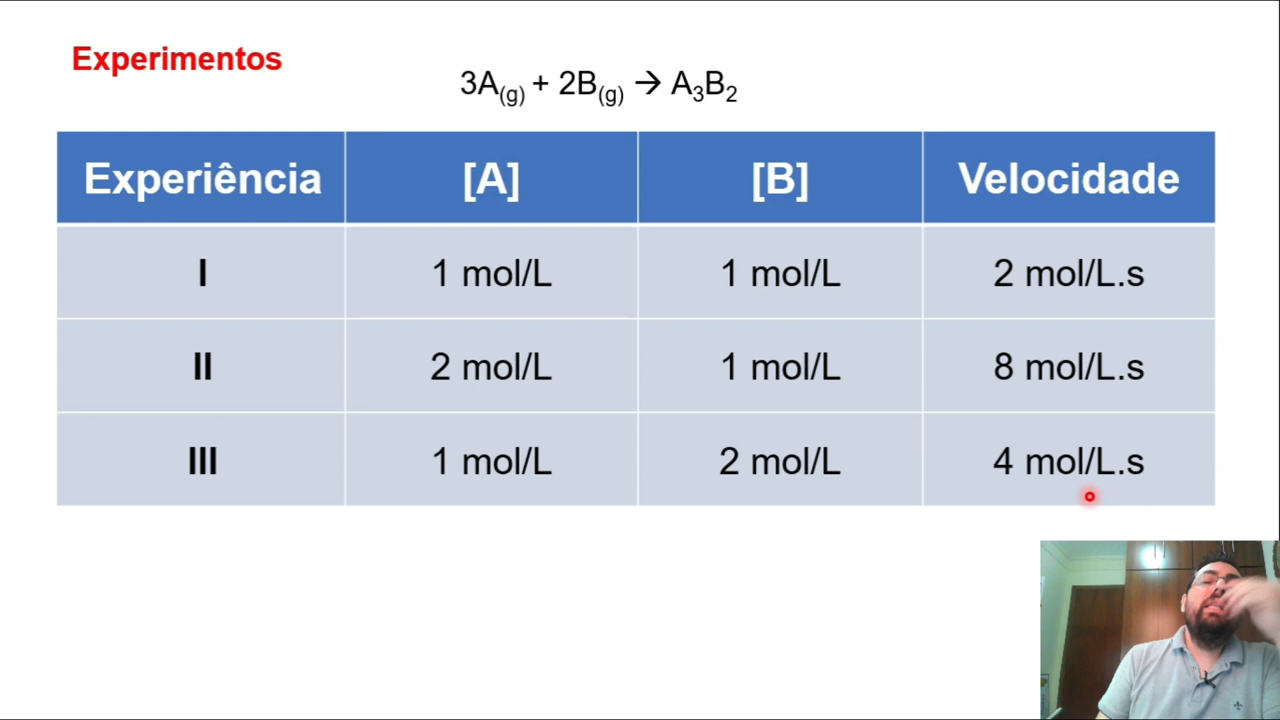 Experimentos
3A(g) + 2B(g) → A3B2
Experiência [A] [B] Velocidade
I 1 mol/L 1 mol/L 2 mol/L.s
II 2 mol/L 1 mol/L 8 mol/L.s
III 1 mol/L 2 mol/L 4 mol/L.s